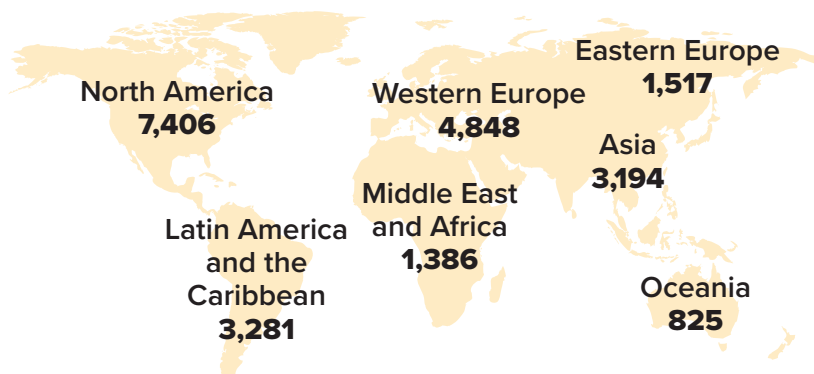 North America
7,406
Western Europe
4,848
Eastern Europe
1,517
Asia
3,194
Middle East
and Africa
1,386
Latin America
and the
Caribbean
3,281
Oceania
825